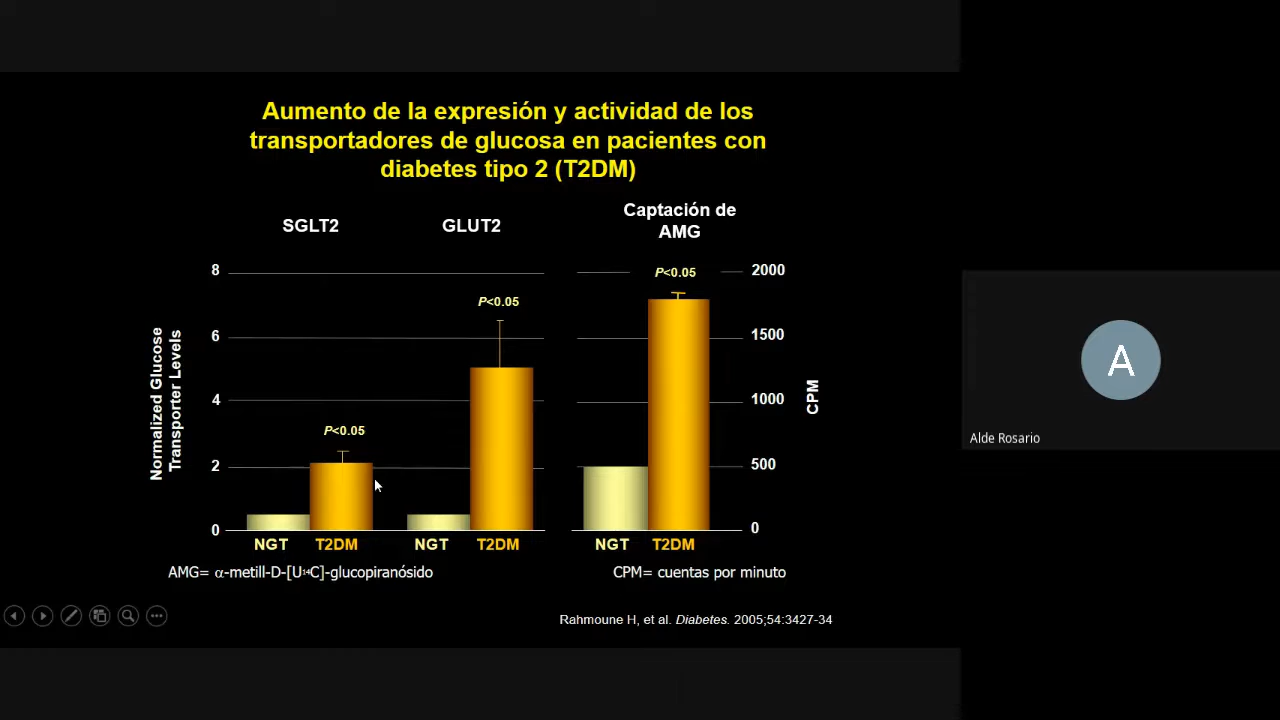 Aumento de la expresión y actividad de los
transportadores de glucosa en pacientes con
diabetes tipo 2 (T2DM)
SGLT2
GLUT2
Captación de
AMG
Normalized Glucose
Transporter Levels
8
6
4
2
0
P<0.05
P<0.05
P<0.05
2000
1500
1000
500
0
CPM
NGT
T2DM
NGT
T2DM
NGT
T2DM
AMG= α-metill-D-[U¹⁴C]-glucopiranósido
CPM= cuentas por minuto
Rahmoune H, et al. Diabetes. 2005;54:3427-34
A
Alde Rosario